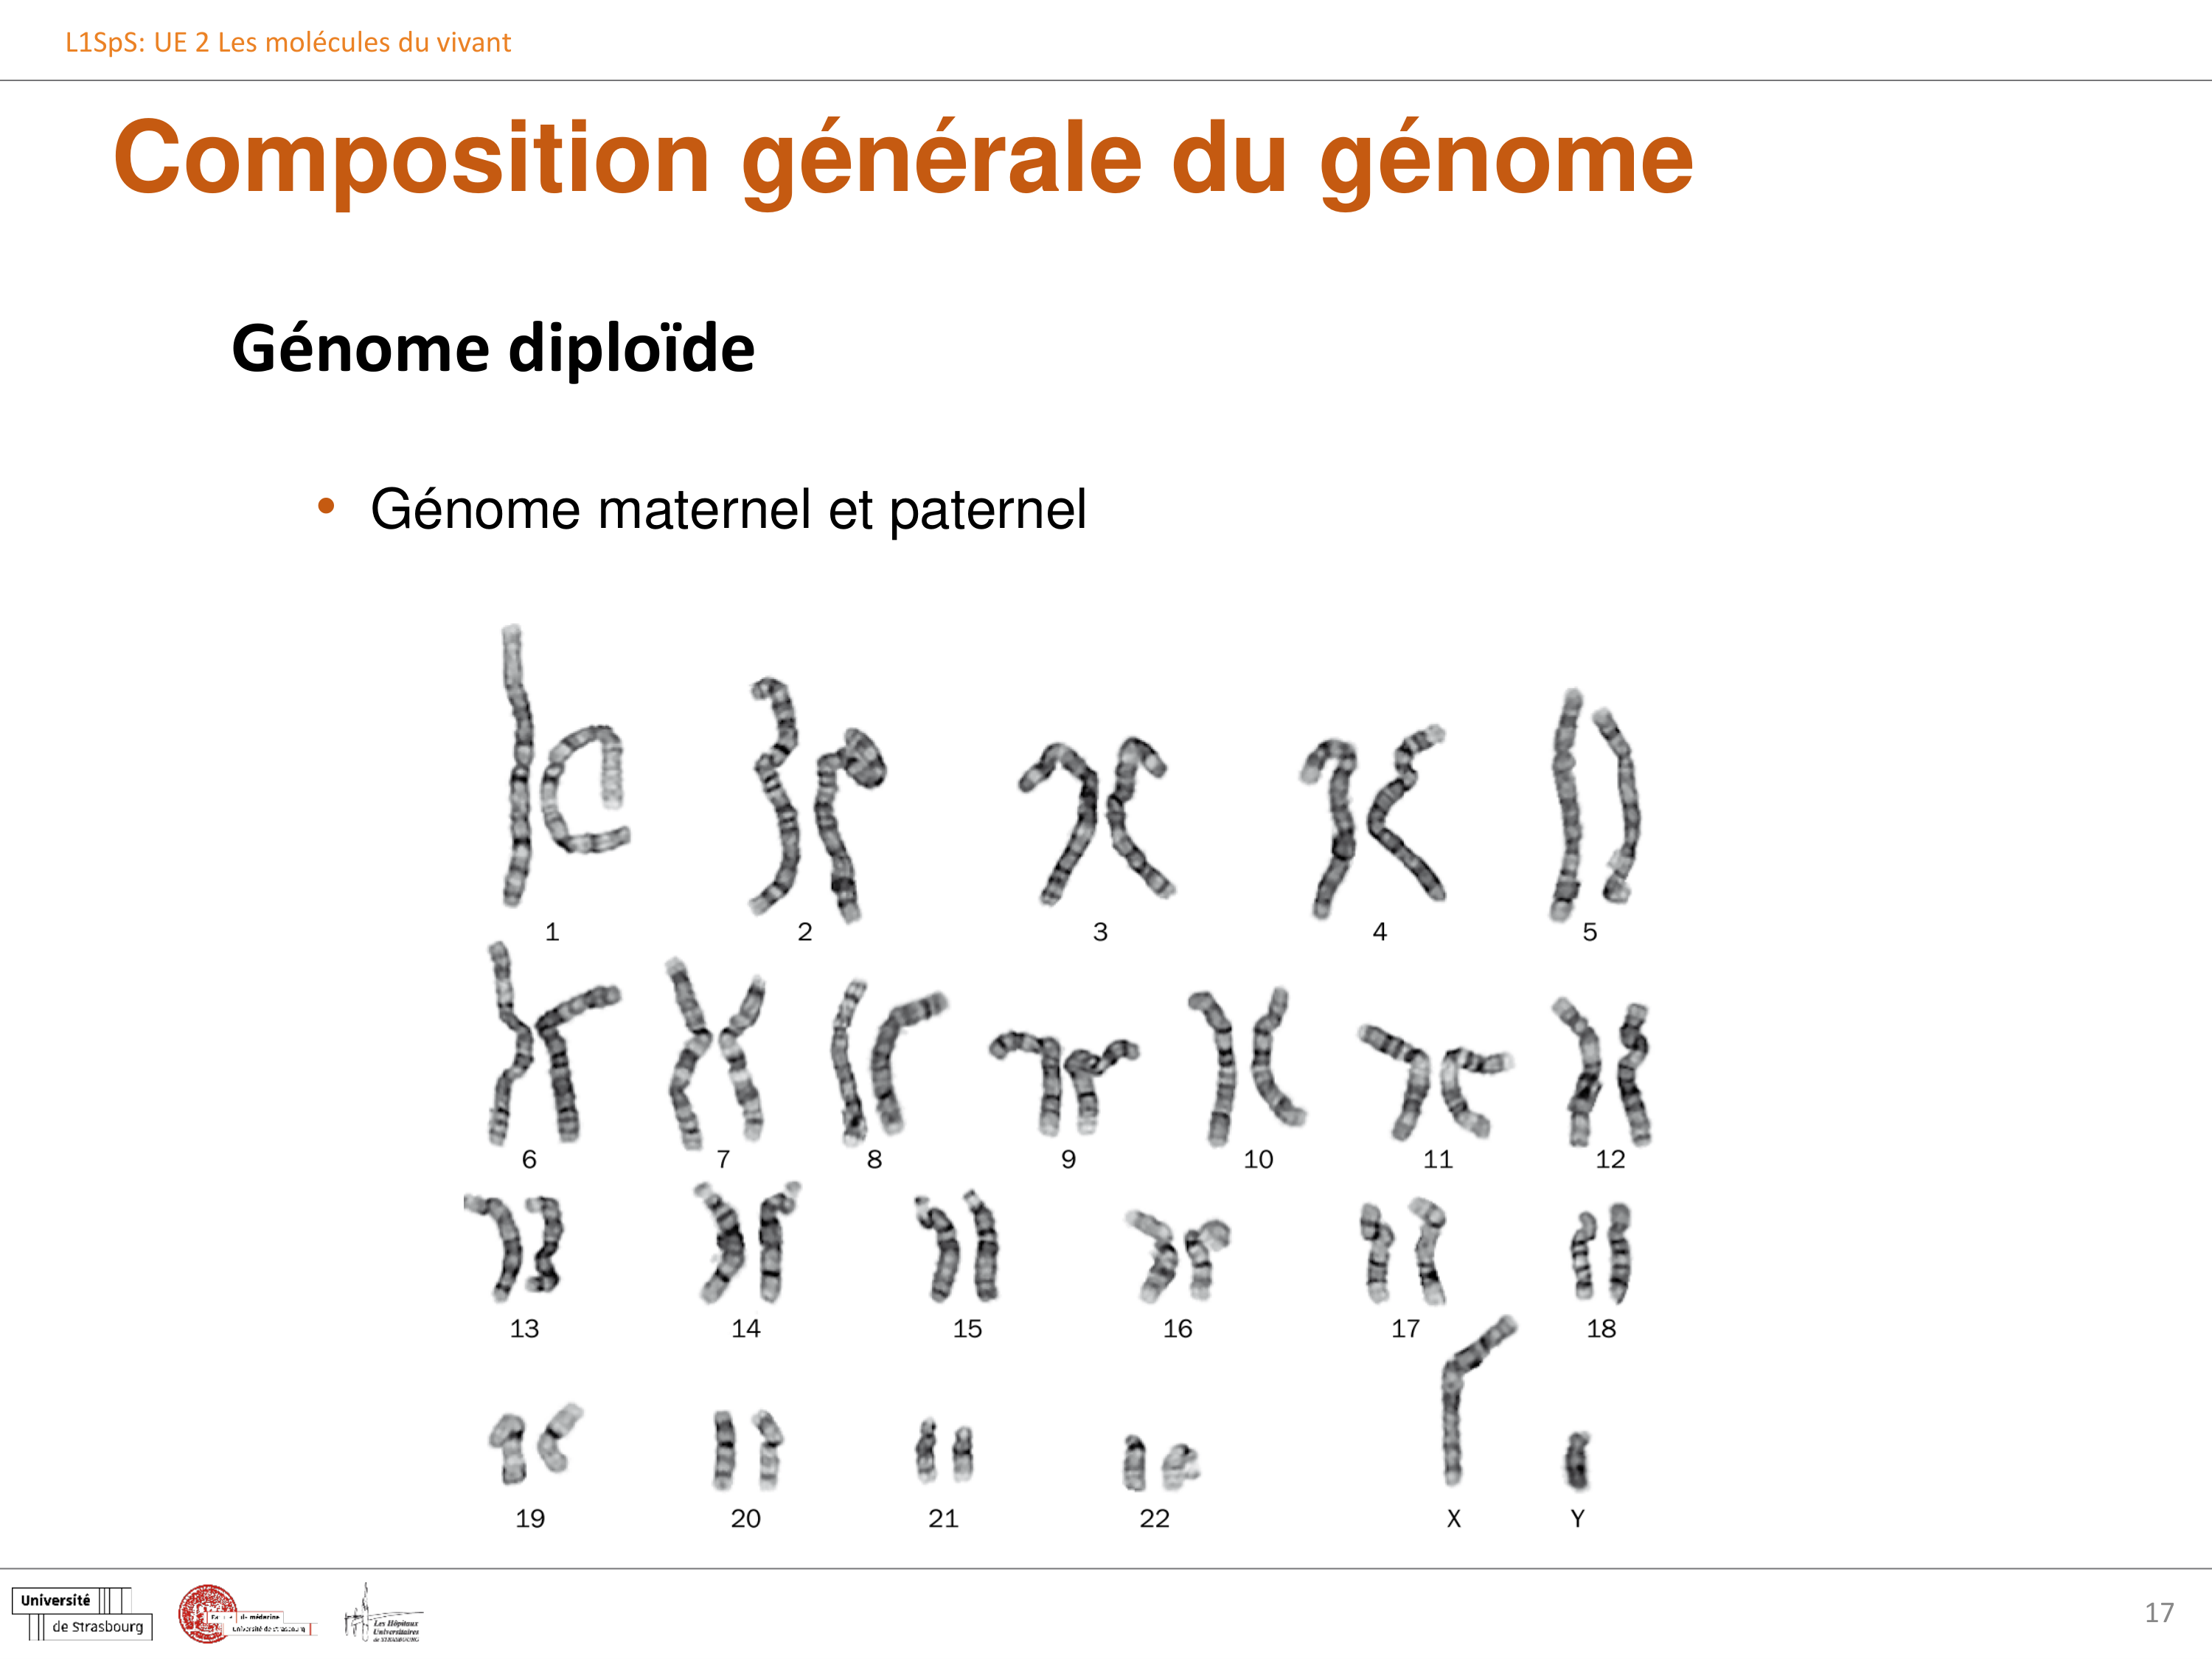 L1SpS: UE 2 Les molécules du vivant
Composition générale du génome
Génome diploïde
• Génome maternel et paternel
1 2 3 4 5
6 7 8 9 10 11 12
13 14 15 16 17 18
19 20 21 22 X Y
Université
de Strasbourg
de médecine
Université de Strasbourg
Les Hôpitaux
Universitaires
de STRASBOURG
17